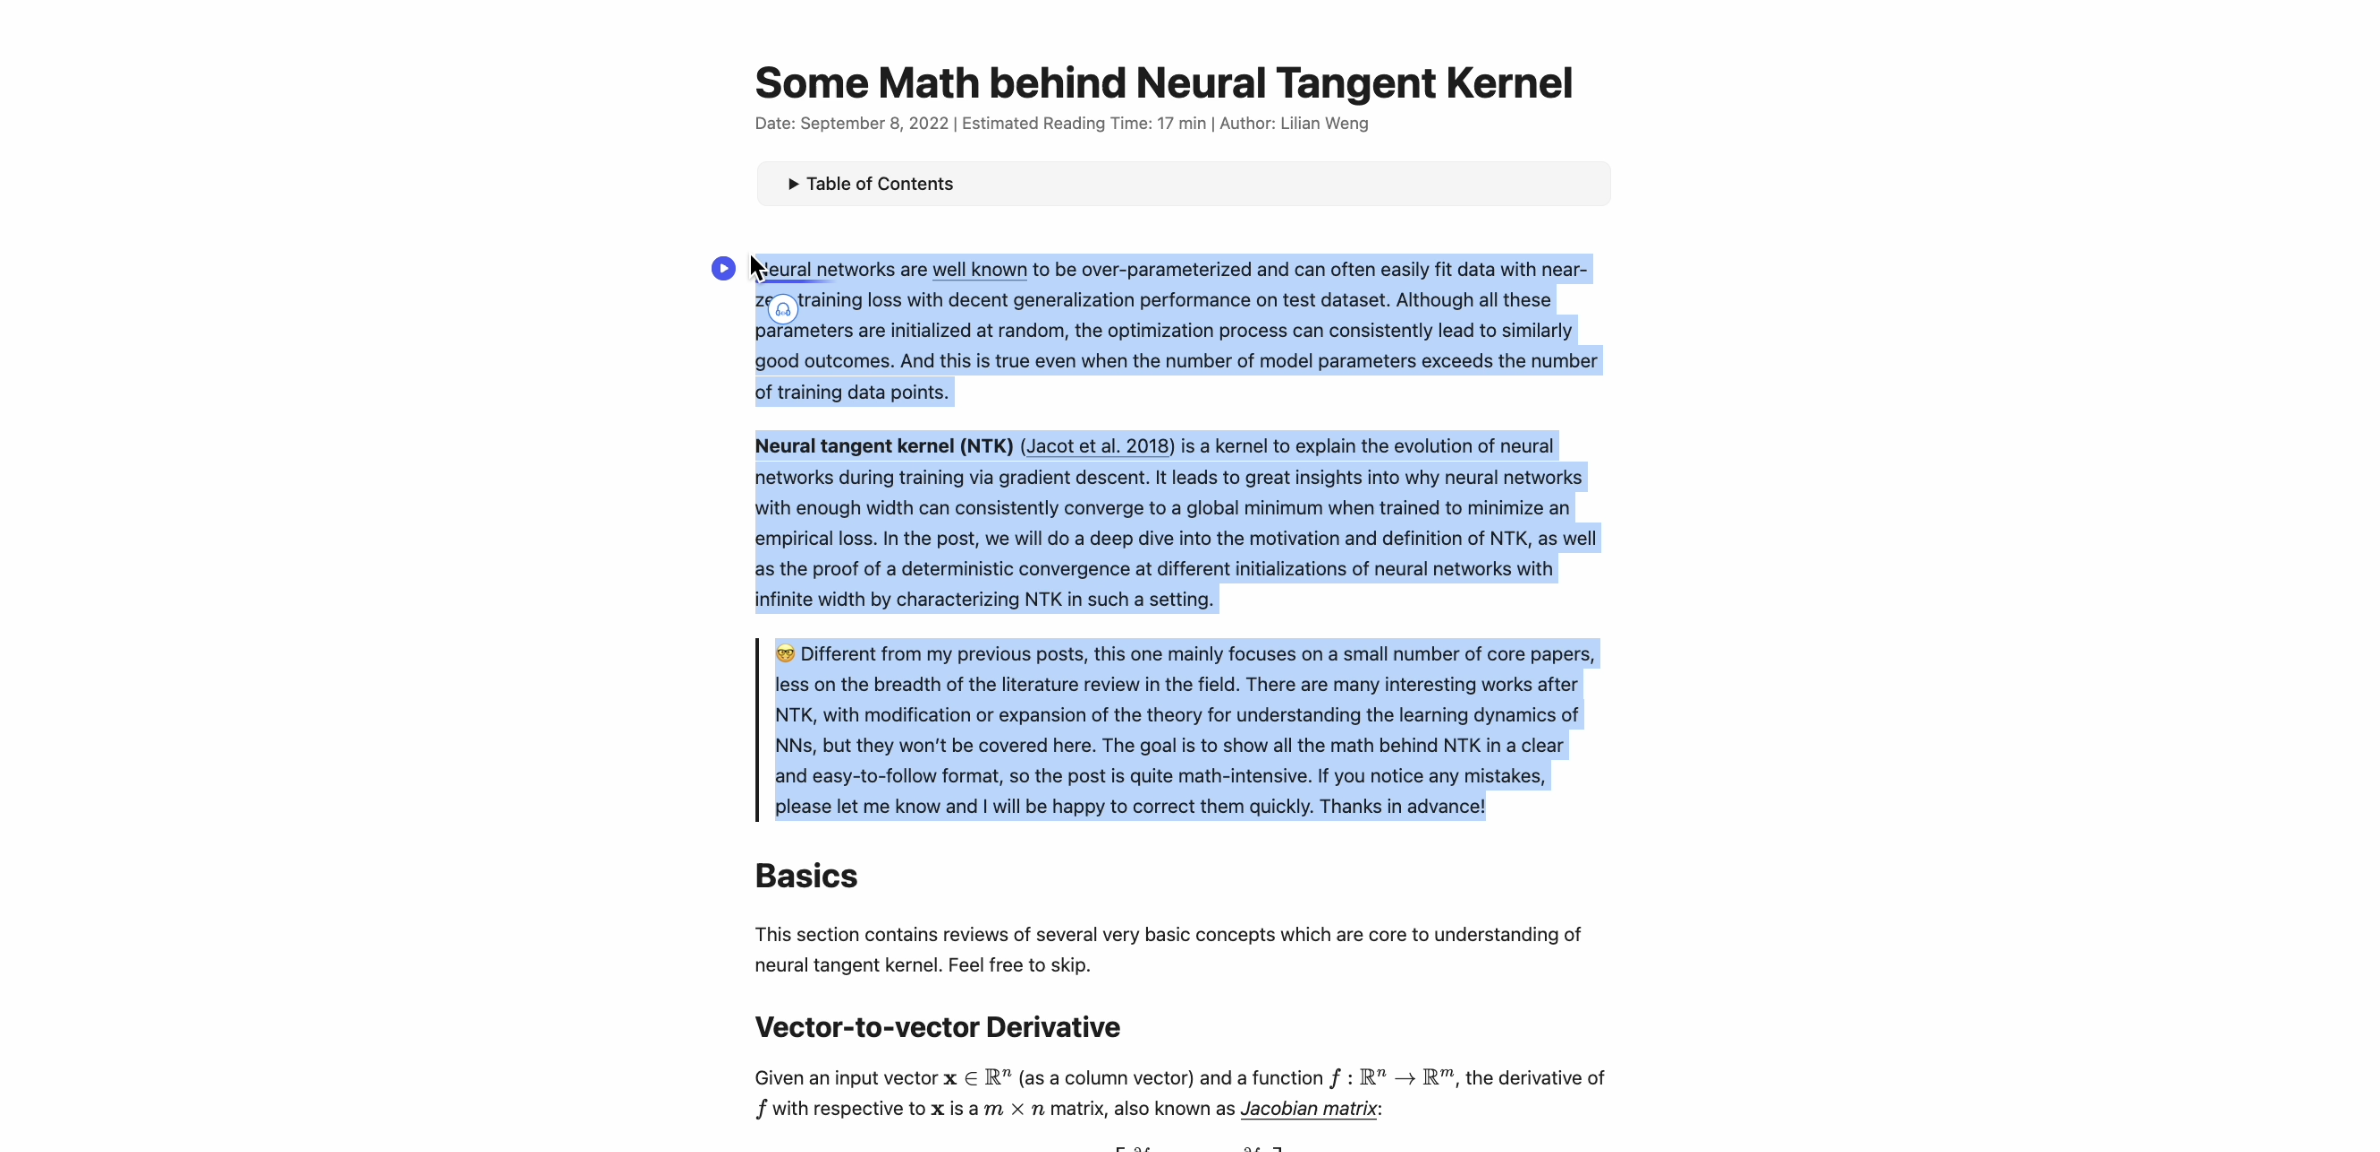 Some Math behind Neural Tangent Kernel
Date: September 8, 2022 | Estimated Reading Time: 17 min | Author: Lilian Weng
▶ Table of Contents
Neural networks are well known to be over-parameterized and can often easily fit data with near-
zero training loss with decent generalization performance on test dataset. Although all these
parameters are initialized at random, the optimization process can consistently lead to similarly
good outcomes. And this is true even when the number of model parameters exceeds the number
of training data points.
Neural tangent kernel (NTK) (Jacot et al. 2018) is a kernel to explain the evolution of neural
networks during training via gradient descent. It leads to great insights into why neural networks
with enough width can consistently converge to a global minimum when trained to minimize an
empirical loss. In the post, we will do a deep dive into the motivation and definition of NTK, as well
as the proof of a deterministic convergence at different initializations of neural networks with
infinite width by characterizing NTK in such a setting.
🤓 Different from my previous posts, this one mainly focuses on a small number of core papers,
less on the breadth of the literature review in the field. There are many interesting works after
NTK, with modification or expansion of the theory for understanding the learning dynamics of
NNs, but they won’t be covered here. The goal is to show all the math behind NTK in a clear
and easy-to-follow format, so the post is quite math-intensive. If you notice any mistakes,
please let me know and I will be happy to correct them quickly. Thanks in advance!
Basics
This section contains reviews of several very basic concepts which are core to understanding of
neural tangent kernel. Feel free to skip.
Vector-to-vector Derivative
Given an input vector x ∈ ℝⁿ (as a column vector) and a function f : ℝⁿ → ℝᵐ, the derivative of
f with respective to x is a m × n matrix, also known as Jacobian matrix: